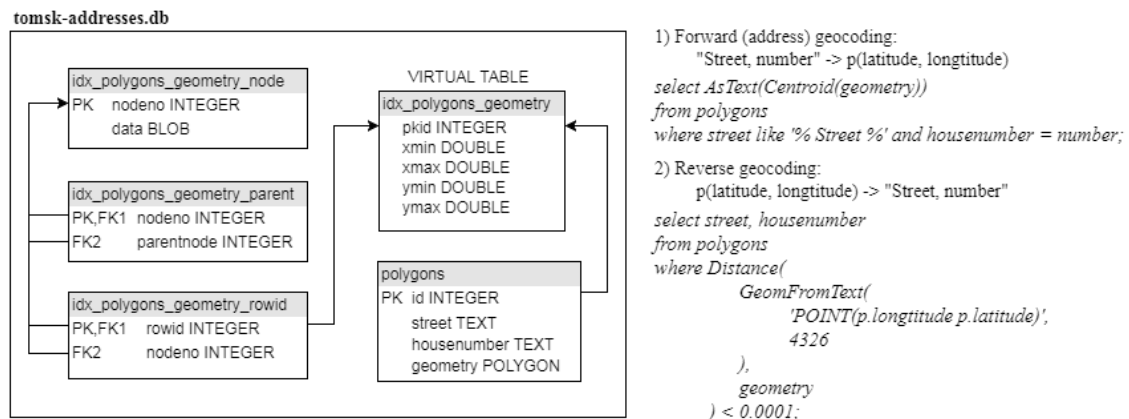 tomsk-addresses.db
idx_polygons_geometry_node
PK nodeno INTEGER
data BLOB
idx_polygons_geometry_parent
PK,FK1 nodeno INTEGER
FK2 parentnode INTEGER
idx_polygons_geometry_rowid
PK,FK1 rowid INTEGER
FK2 nodeno INTEGER
VIRTUAL TABLE
idx_polygons_geometry
pkid INTEGER
xmin DOUBLE
xmax DOUBLE
ymin DOUBLE
ymax DOUBLE
polygons
PK id INTEGER
street TEXT
housenumber TEXT
geometry POLYGON
1) Forward (address) geocoding:
"Street, number" -> p(latitude, longtitude)
select AsText(Centroid(geometry))
from polygons
where street like '% Street %' and housenumber = number;
2) Reverse geocoding:
p(latitude, longtitude) -> "Street, number"
select street, housenumber
from polygons
where Distance(
GeomFromText(
'POINT(p.longtitude p.latitude)',
4326
),
geometry
) < 0.0001;